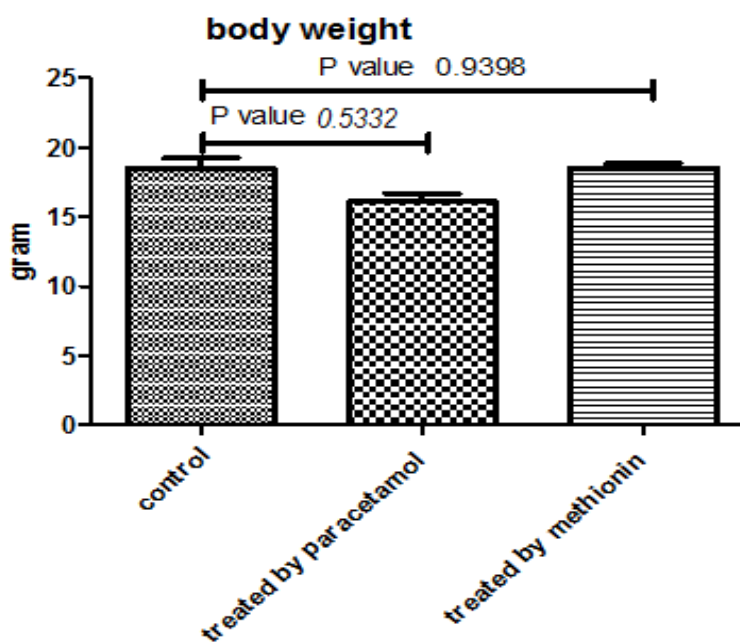 body weight
P value 0.9398
P value 0.5332
25
20
15
10
5
0
gram
control
treated by paracetamol
treated by methionin